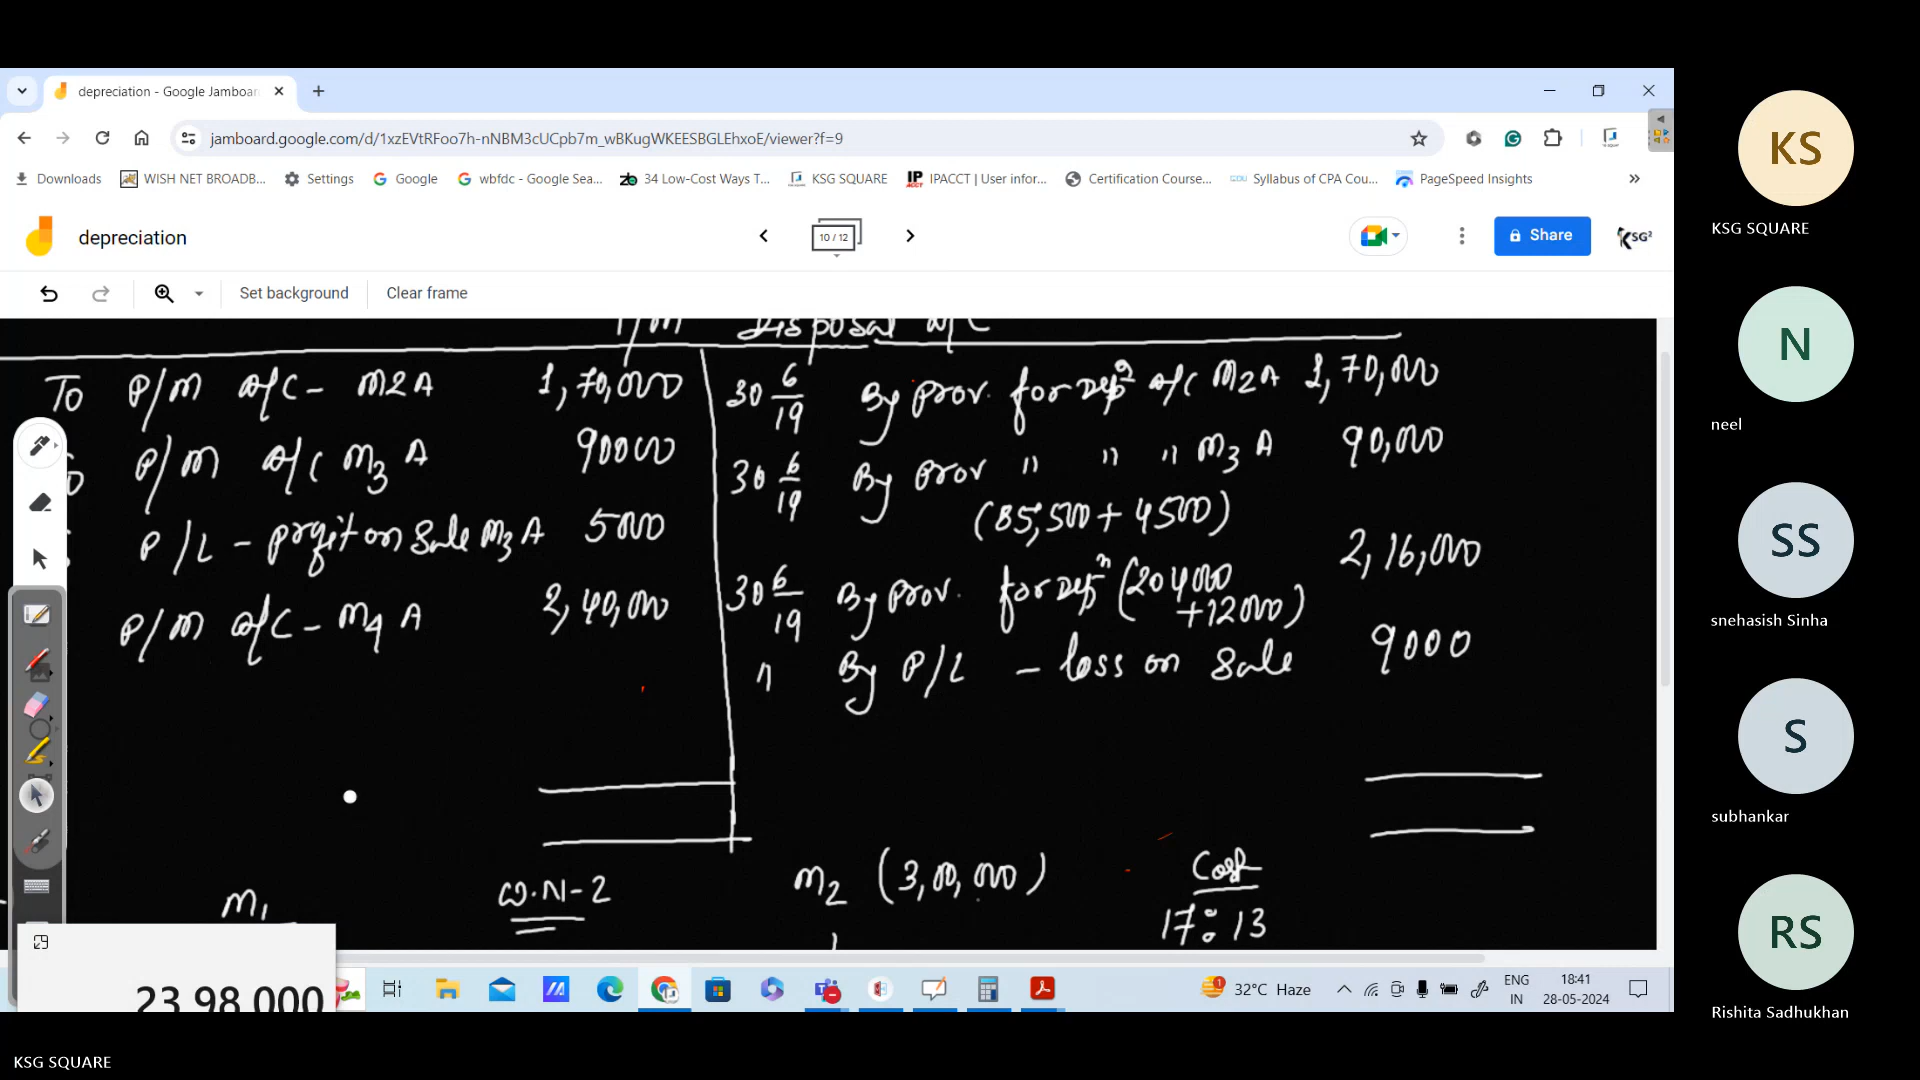 depreciation - Google Jamboar
jamboard.google.com/d/1xzEVtRFoo7h-nNBM3cUCpb7m_wBKugWKEESBGLEhxoE/viewer?f=9
Downloads WISH NET BROADB... Settings Google wbfdc - Google Sea... 34 Low-Cost Ways T... KSG SQUARE IPACCT | User infor... Certification Course... Syllabus of CPA Cou... PageSpeed Insights »
depreciation 10 / 12 Share KSG²
Set background Clear frame
P/M Disposal A/C
To P/M A/C - M2A 1,70,000 30 6/19 By prov. for Depn A/C M2A 1,70,000
P/M A/C M3 A 90000 30 6/19 By prov " " " M3 A 90,000
(85,500 + 4500)
P/L - profit on Sale M3 A 5000
P/M A/C - M4 A 2,40,000 30 6/19 By prov. for Depn (204000 + 12000) 2,16,000
" By P/L - loss on Sale 9000
M1 W.N-2 M2 (3,00,000) Cost
17:13
23,98,000
32°C Haze ENG IN 18:41 28-05-2024
KS
KSG SQUARE
N
neel
SS
snehasish Sinha
S
subhankar
RS
Rishita Sadhukhan
KSG SQUARE